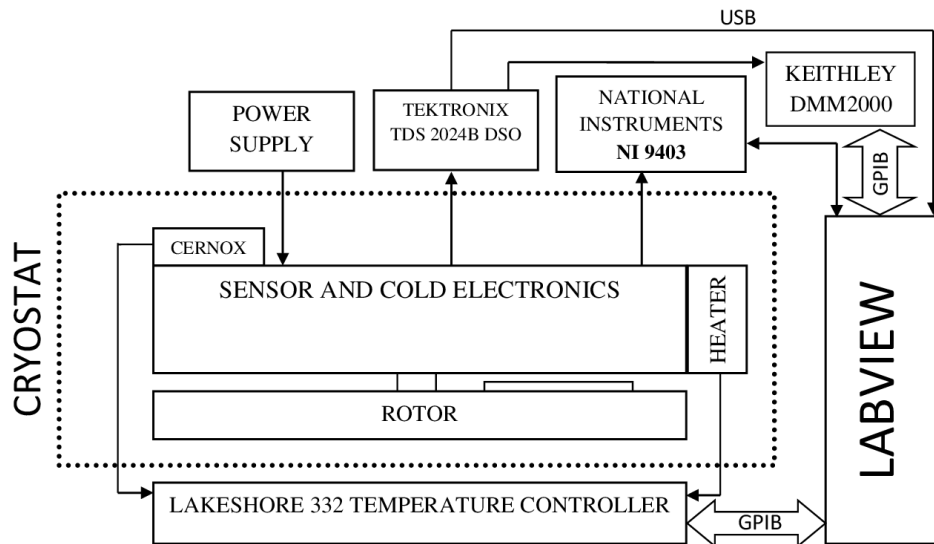 USB
KEITHLEY
DMM2000
POWER
SUPPLY
TEKTRONIX
TDS 2024B DSO
NATIONAL
INSTRUMENTS
NI 9403
GPIB
CRYOSTAT
CERNOX
SENSOR AND COLD ELECTRONICS
HEATER
ROTOR
LABVIEW
LAKESHORE 332 TEMPERATURE CONTROLLER
GPIB